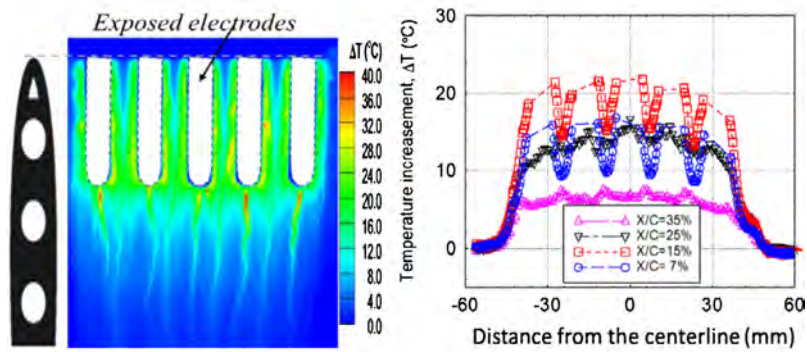 Exposed electrodes
ΔT (°C)
40.0
36.0
32.0
28.0
24.0
20.0
16.0
12.0
8.0
4.0
0.0
Temperature increasement, ΔT (°C)
30
20
10
0
-60
-30
0
30
60
X/C=35%
X/C=25%
X/C=15%
X/C= 7%
Distance from the centerline (mm)